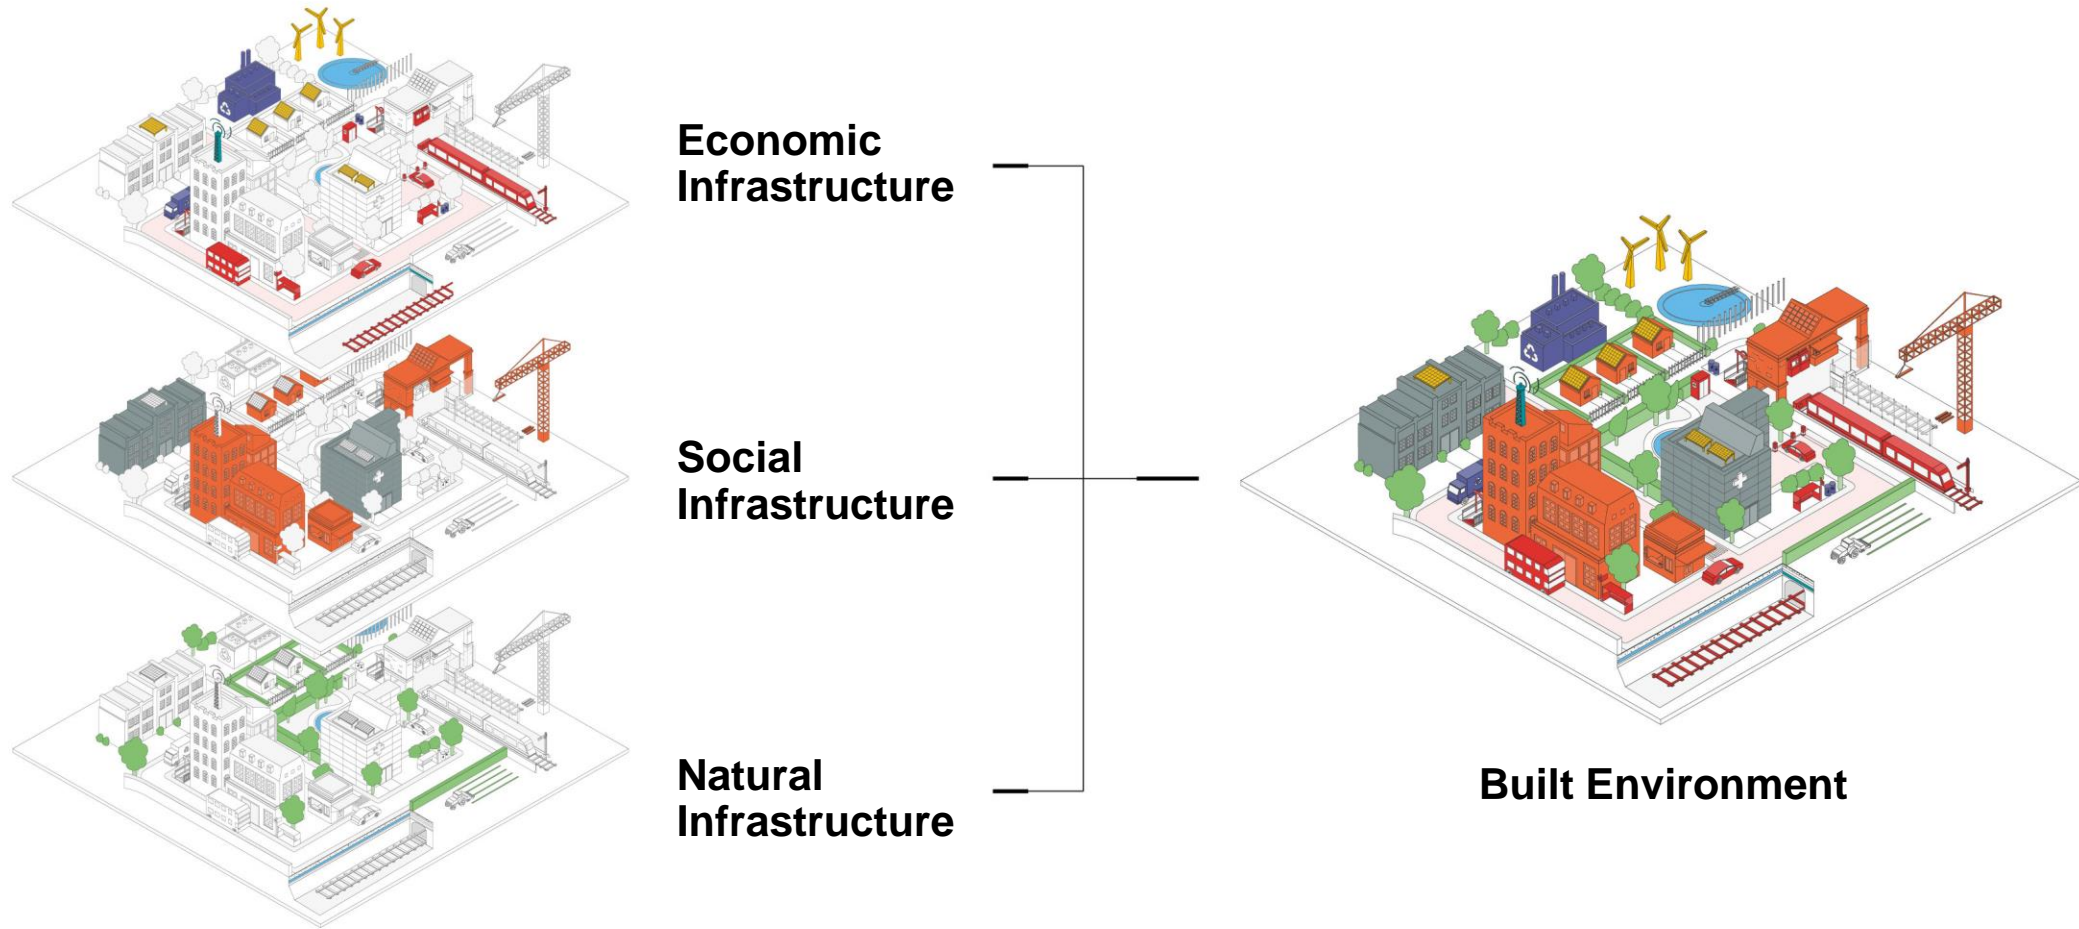 Economic
Infrastructure
Social
Infrastructure
Natural
Infrastructure
Built Environment